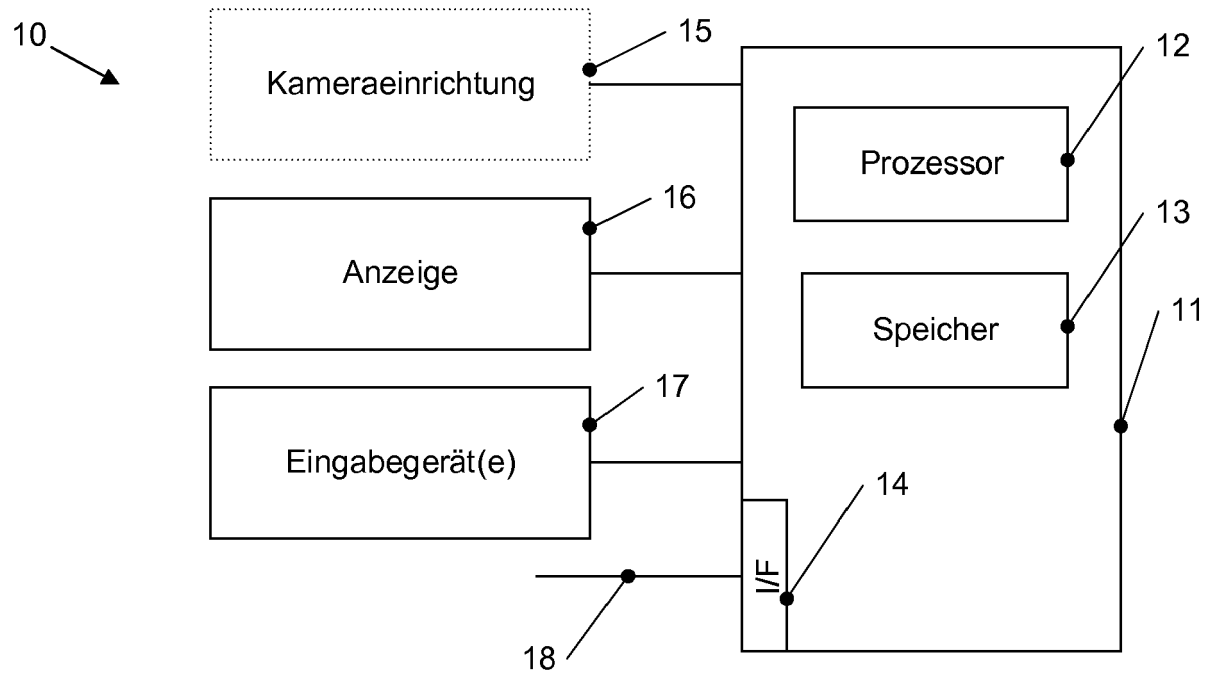 10
15
Kameraeinrichtung
12
Prozessor
16
Anzeige
13
Speicher
11
17
Eingabegerät(e)
14
I/F
18